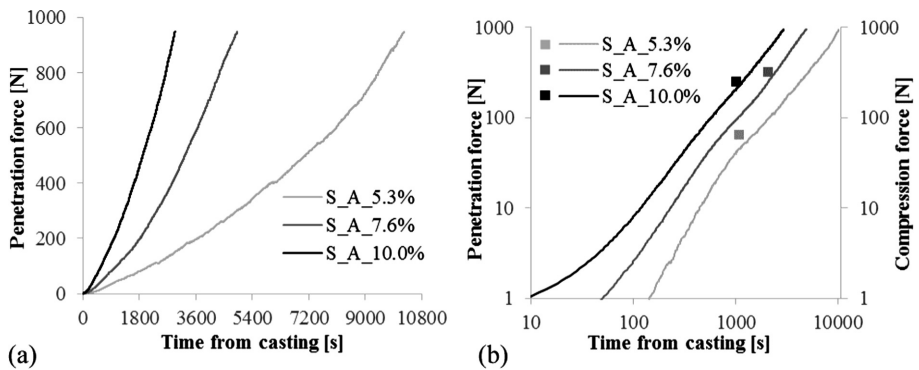 1000
800
600
400
200
0
Penetration force [N]
S_A_5.3%
S_A_7.6%
S_A_10.0%
0 1800 3600 5400 7200 9000 10800
Time from casting [s]
(a)
1000
100
10
1
Penetration force [N]
S_A_5.3%
S_A_7.6%
S_A_10.0%
1000
100
10
1
Compression force [N]
10 100 1000 10000
Time from casting [s]
(b)